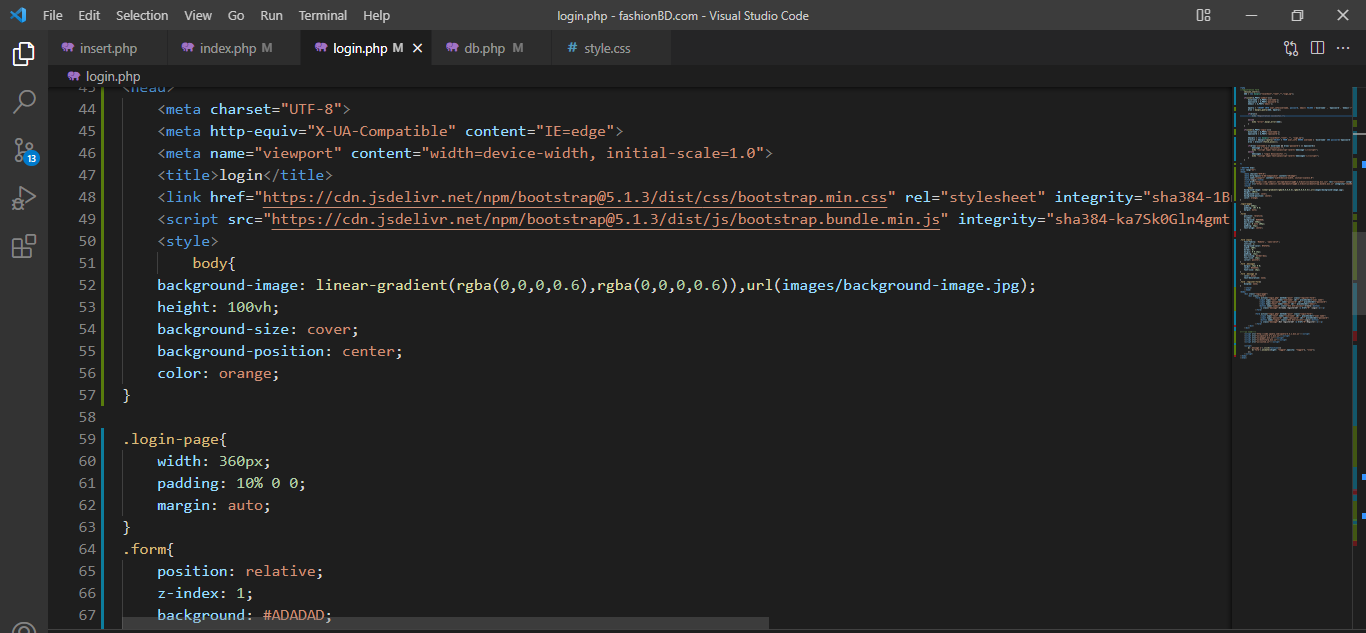 File Edit Selection View Go Run Terminal Help login.php - fashionBD.com - Visual Studio Code
insert.php index.php M login.php M db.php M # style.css
login.php
43 <head>
44 <meta charset="UTF-8">
45 <meta http-equiv="X-UA-Compatible" content="IE=edge">
46 <meta name="viewport" content="width=device-width, initial-scale=1.0">
47 <title>login</title>
48 <link href="https://cdn.jsdelivr.net/npm/bootstrap@5.1.3/dist/css/bootstrap.min.css" rel="stylesheet" integrity="sha384-1B
49 <script src="https://cdn.jsdelivr.net/npm/bootstrap@5.1.3/dist/js/bootstrap.bundle.min.js" integrity="sha384-ka7Sk0Gln4gmt
50 <style>
51 body{
52 background-image: linear-gradient(rgba(0,0,0,0.6),rgba(0,0,0,0.6)),url(images/background-image.jpg);
53 height: 100vh;
54 background-size: cover;
55 background-position: center;
56 color: orange;
57 }
58
59 .login-page{
60 width: 360px;
61 padding: 10% 0 0;
62 margin: auto;
63 }
64 .form{
65 position: relative;
66 z-index: 1;
67 background: #ADADAD;
13